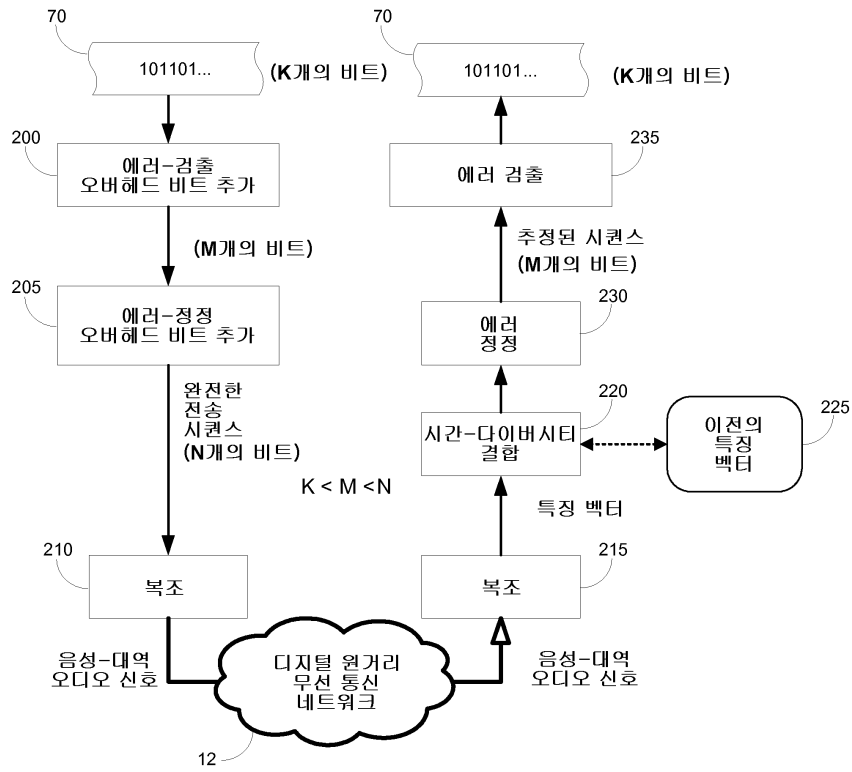 70
101101...
(K개의 비트)
200
에러-검출
오버헤드 비트 추가
(M개의 비트)
205
에러-정정
오버헤드 비트 추가
완전한
전송
시퀀스
(N개의 비트)
K < M <N
210
복조
음성-대역
오디오 신호
디지털 원거리
무선 통신
네트워크
12
70
101101...
(K개의 비트)
235
에러 검출
추정된 시퀀스
(M개의 비트)
230
에러
정정
220
시간-다이버시티
결합
225
이전의
특징
벡터
특징 벡터
215
복조
음성-대역
오디오 신호